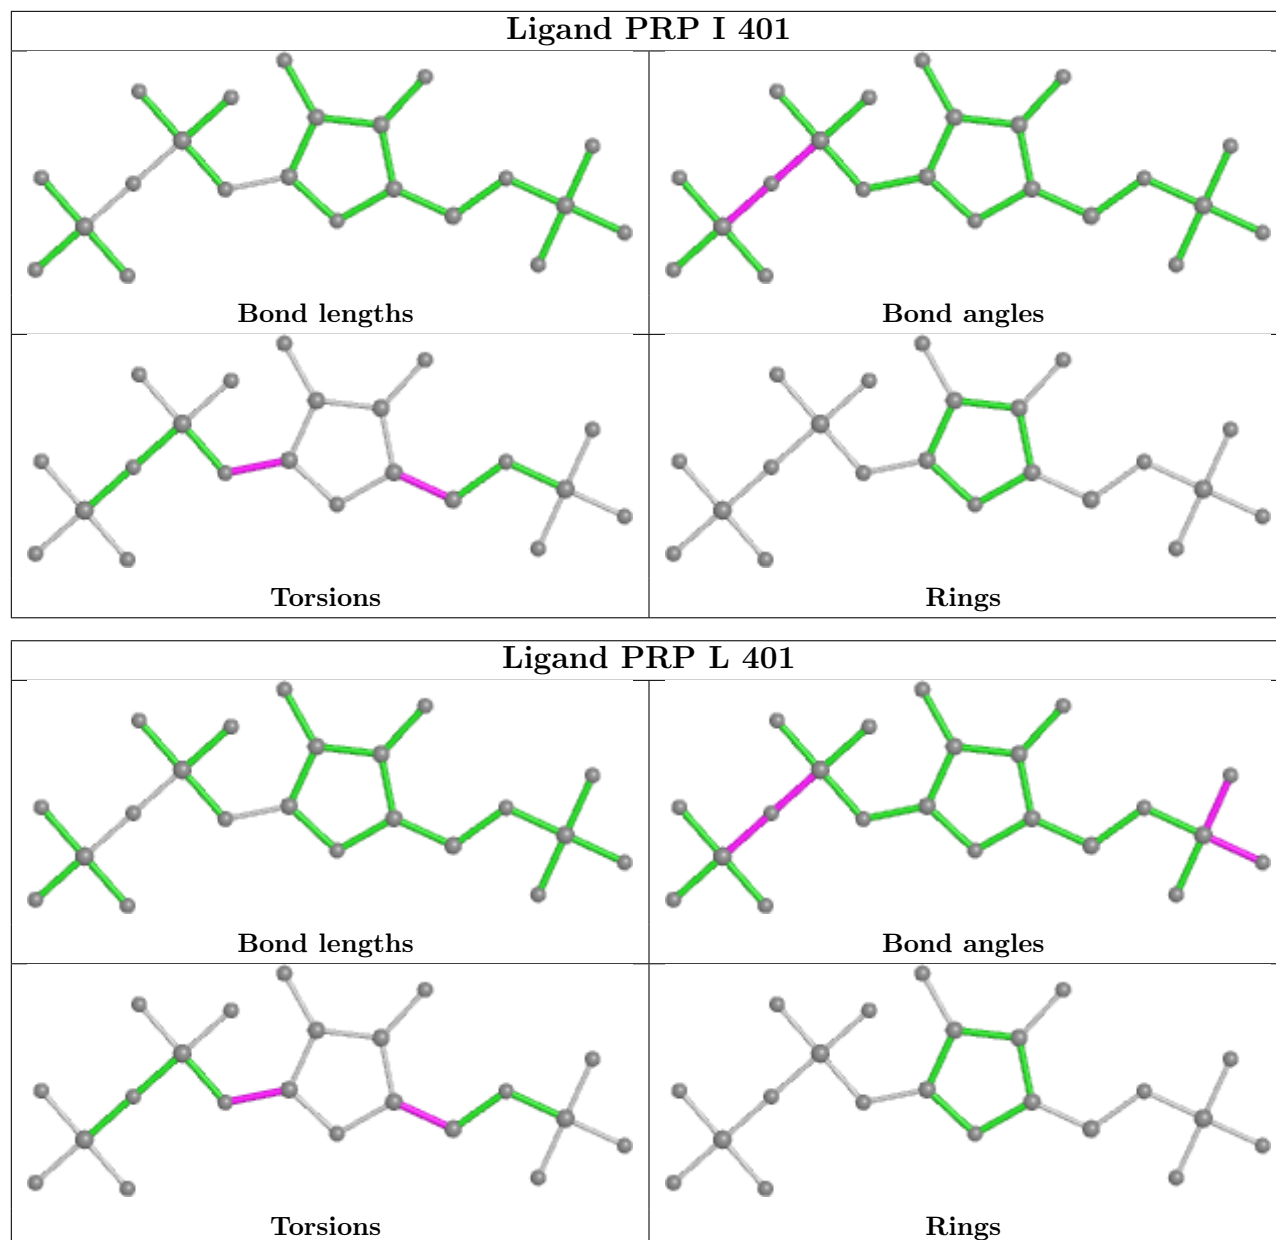 Ligand PRP I 401
Bond lengths
Bond angles
Torsions
Rings
Ligand PRP L 401
Bond lengths
Bond angles
Torsions
Rings